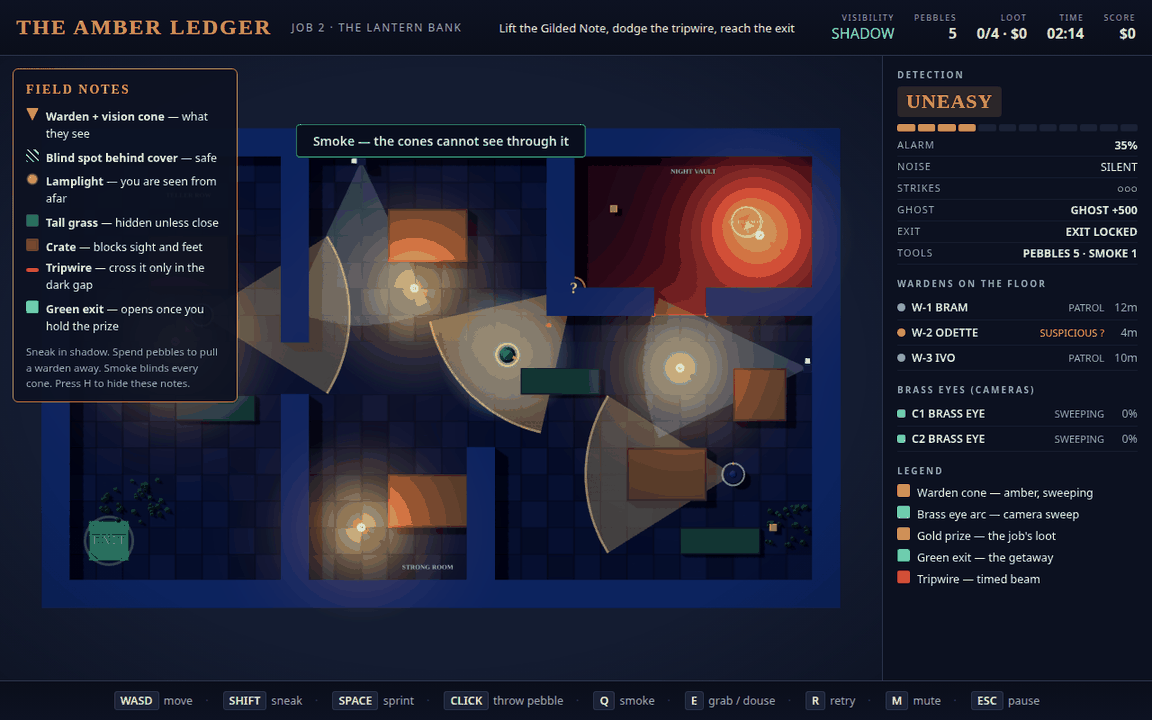 THE AMBER LEDGER
JOB 2 · THE LANTERN BANK
Lift the Gilded Note, dodge the tripwire, reach the exit
VISIBILITY
SHADOW
PEBBLES
5
LOOT
0/4 · $0
TIME
02:14
SCORE
$0
FIELD NOTES
Warden + vision cone — what
they see
Blind spot behind cover — safe
Lamplight — you are seen from
afar
Tall grass — hidden unless close
Crate — blocks sight and feet
Tripwire — cross it only in the
dark gap
Green exit — opens once you
hold the prize
Sneak in shadow. Spend pebbles to pull
a warden away. Smoke blinds every
cone. Press H to hide these notes.
Smoke — the cones cannot see through it
NIGHT VAULT
?
EXIT
STRONG ROOM
DETECTION
UNEASY
ALARM 35%
NOISE SILENT
STRIKES ○○○
GHOST GHOST +500
EXIT EXIT LOCKED
TOOLS PEBBLES 5 · SMOKE 1
WARDENS ON THE FLOOR
W-1 BRAM PATROL 12m
W-2 ODETTE SUSPICIOUS ? 4m
W-3 IVO PATROL 10m
BRASS EYES (CAMERAS)
C1 BRASS EYE SWEEPING 0%
C2 BRASS EYE SWEEPING 0%
LEGEND
Warden cone — amber, sweeping
Brass eye arc — camera sweep
Gold prize — the job's loot
Green exit — the getaway
Tripwire — timed beam
WASD move · SHIFT sneak · SPACE sprint · CLICK throw pebble · Q smoke · E grab / douse · R retry · M mute · ESC pause